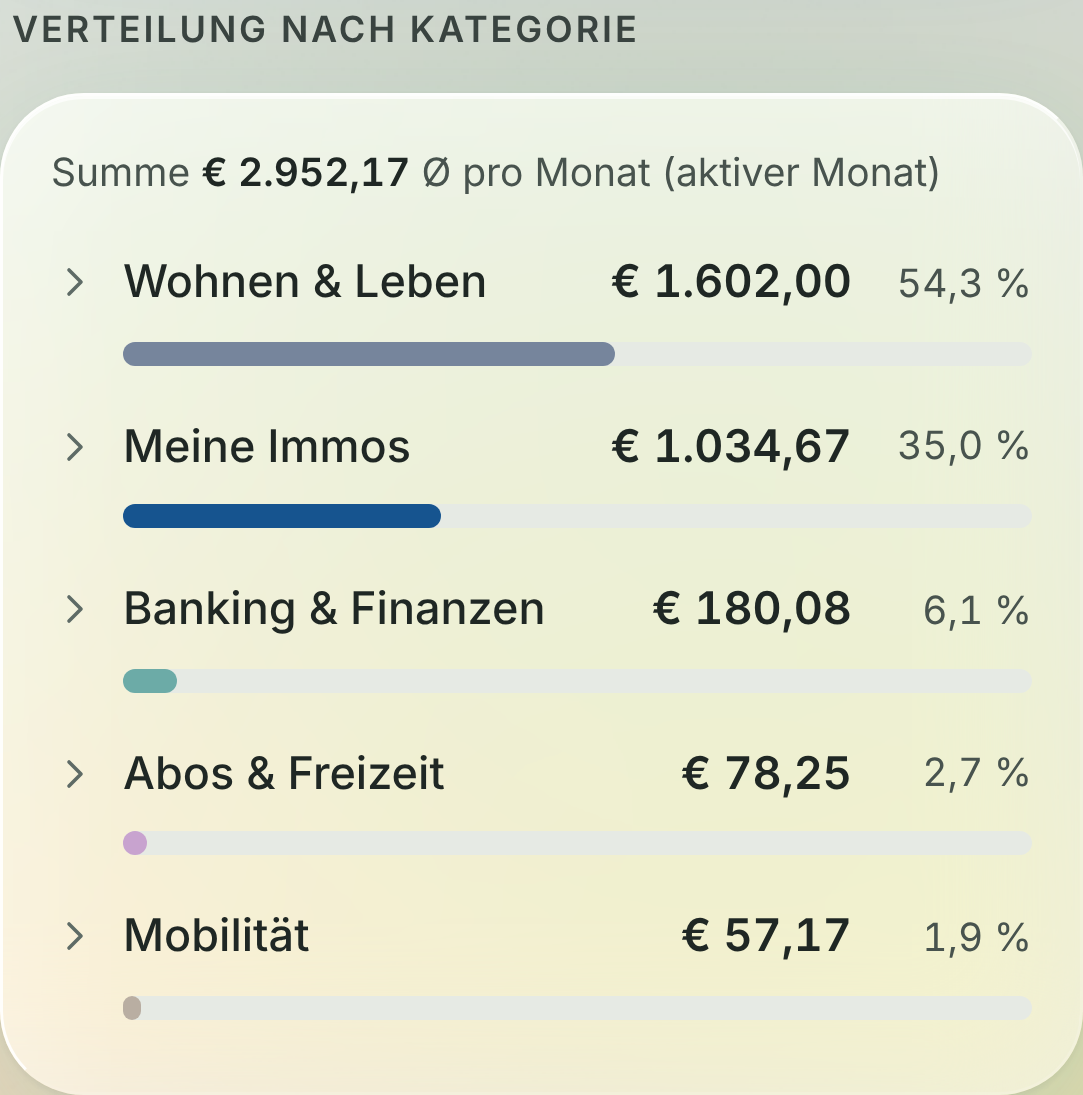 VERTEILUNG NACH KATEGORIE
Summe € 2.952,17 Ø pro Monat (aktiver Monat)
Wohnen & Leben € 1.602,00 54,3 %
Meine Immos € 1.034,67 35,0 %
Banking & Finanzen € 180,08 6,1 %
Abos & Freizeit € 78,25 2,7 %
Mobilität € 57,17 1,9 %